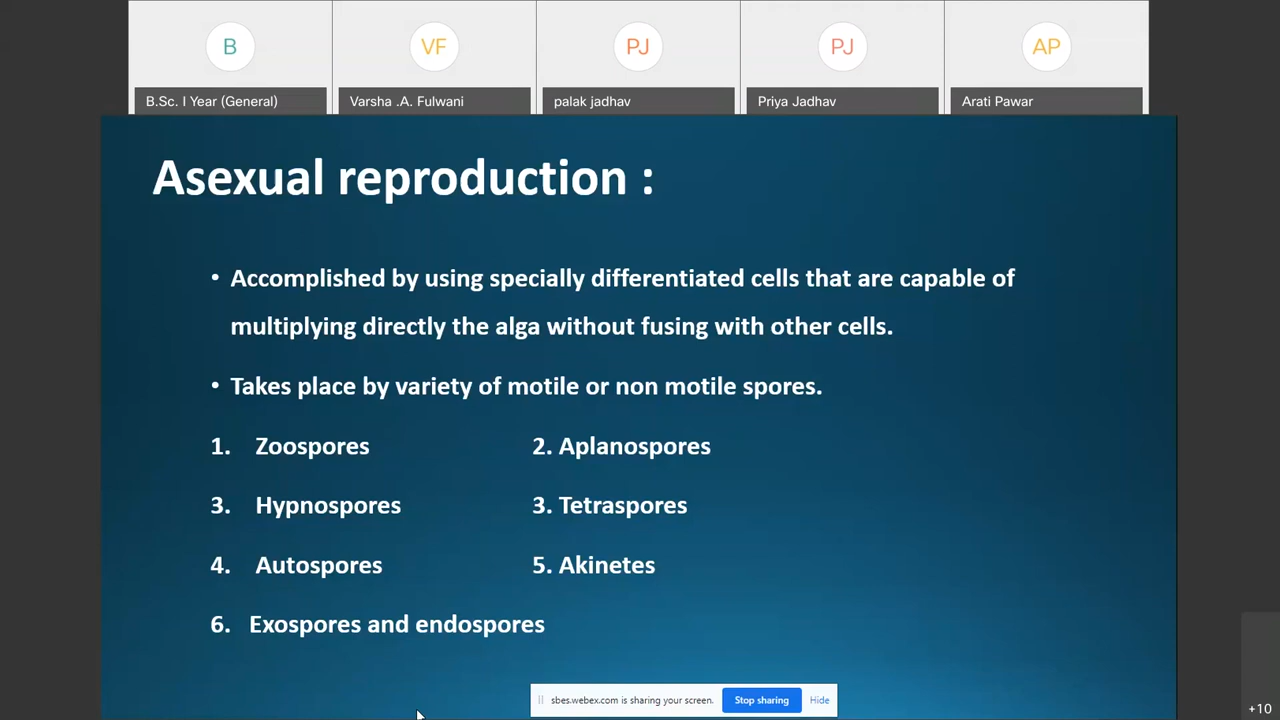 B
VF
PJ
PJ
AP
B.Sc. I Year (General)
Varsha .A. Fulwani
palak jadhav
Priya Jadhav
Arati Pawar
Asexual reproduction :
• Accomplished by using specially differentiated cells that are capable of
multiplying directly the alga without fusing with other cells.
• Takes place by variety of motile or non motile spores.
1. Zoospores 2. Aplanospores
3. Hypnospores 3. Tetraspores
4. Autospores 5. Akinetes
6. Exospores and endospores
sbes.webex.com is sharing your screen. Stop sharing Hide
+10